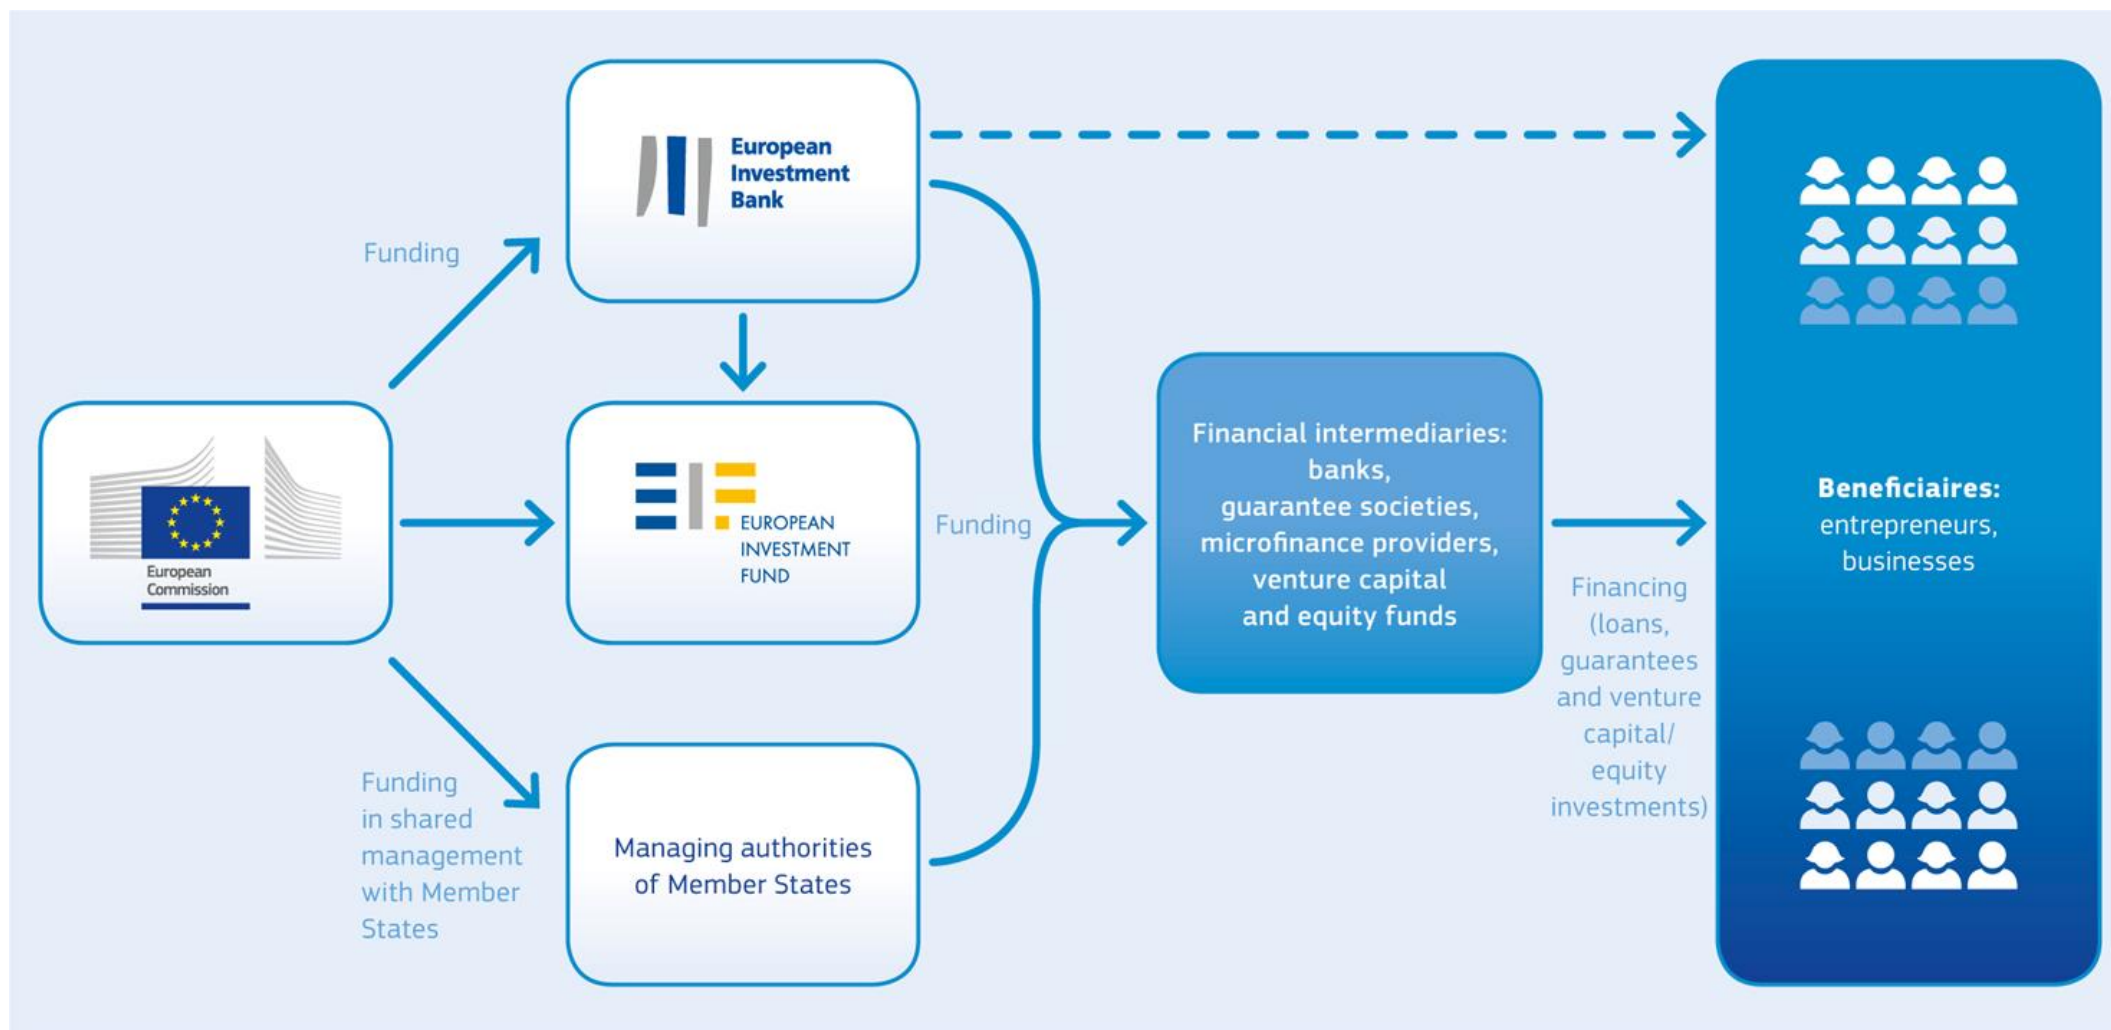 European
Investment
Bank
Funding
European
Commission
EIF
EUROPEAN
INVESTMENT
FUND
Funding
Financial intermediaries:
banks,
guarantee societies,
microfinance providers,
venture capital
and equity funds
Beneficiaires:
entrepreneurs,
businesses
Financing
(loans,
guarantees
and venture
capital/
equity
investments)
Funding
in shared
management
with Member
States
Managing authorities
of Member States